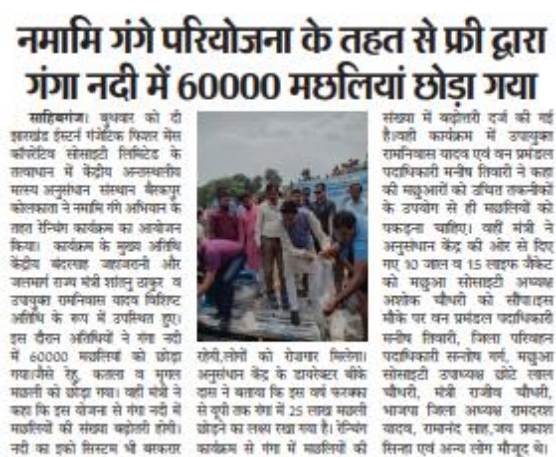 नमामि गंगे परियोजना के तहत से फ्री द्वारा
गंगा नदी में 60000 मछलियां छोड़ा गया
साहिबगंज। बुधवार को दी
झारखंड ईस्टर्न गंजेटिक फिशर मेंस
कॉपरेटिव सोसाइटी लिमिटेड के
तत्वाधान में केंद्रीय अन्तस्थलीय
मत्स्य अनुसंधान संस्थान बैरकपुर
कोलकाता ने नमामि गंगे अभियान के
तहत रेन्चिंग कार्यक्रम का आयोजन
किया। कार्यक्रम के मुख्य अतिथि
केंद्रीय बंदरगाह जहाजरानी और
जलमार्ग राज्य मंत्री शांतनु ठाकुर व
उपायुक्त रामनिवास यादव विशिष्ट
अतिथि के रूप में उपस्थित हुए।
इस दौरान अतिथियों ने गंगा नदी
में 60000 मछलियों को छोड़ा
गया।जैसे रेहू, कतला व मृगल
मछली को छोड़ा गया। वहीं मंत्री ने
कहा कि इस योजना से गंगा नदी में
मछलियों की संख्या बढ़ोतरी होगी।
नदी का इको सिस्टम भी बरकरार
रहेगी,लोगों को रोजगार मिलेगा।
अनुसंधान केंद्र के डायरेक्टर बीके
दास ने बताया कि इस वर्ष फरक्का
से यूपी तक गंगा में 25 लाख मछली
छोड़ने का लक्ष्य रखा गया है। रेन्चिंग
कार्यक्रम से गंगा में मछलियों की
संख्या में बढ़ोत्तरी दर्ज की गई
है।वही कार्यक्रम में उपायुक्त
रामनिवास यादव एवं वन प्रमंडल
पदाधिकारी मनीष तिवारी ने कहा
की मछुआरों को उचित तकनीके
के उपयोग से ही मछलियों को
पकड़ना चाहिए। वहीं मंत्री ने
अनुसंधान केंद्र की ओर से दिए
गए 10 जाल व 15 लाइफ जैकेट
को मछुआ सोसाइटी अध्यक्ष
अशोक चौधरी को सौंपा।इस
मौके पर वन प्रमंडल पदाधिकारी
मनीष तिवारी, जिला परिवहन
पदाधिकारी सन्तोष गर्ग, मछुआ
सोसाइटी उपाध्यक्ष छोटे लाल
चौधरी, मंत्री राजीव चौधरी,
भाजपा जिला अध्यक्ष रामदरश
यादव, रामानंद साह,जय प्रकाश
सिन्हा एवं अन्य लोग मौजूद थे।